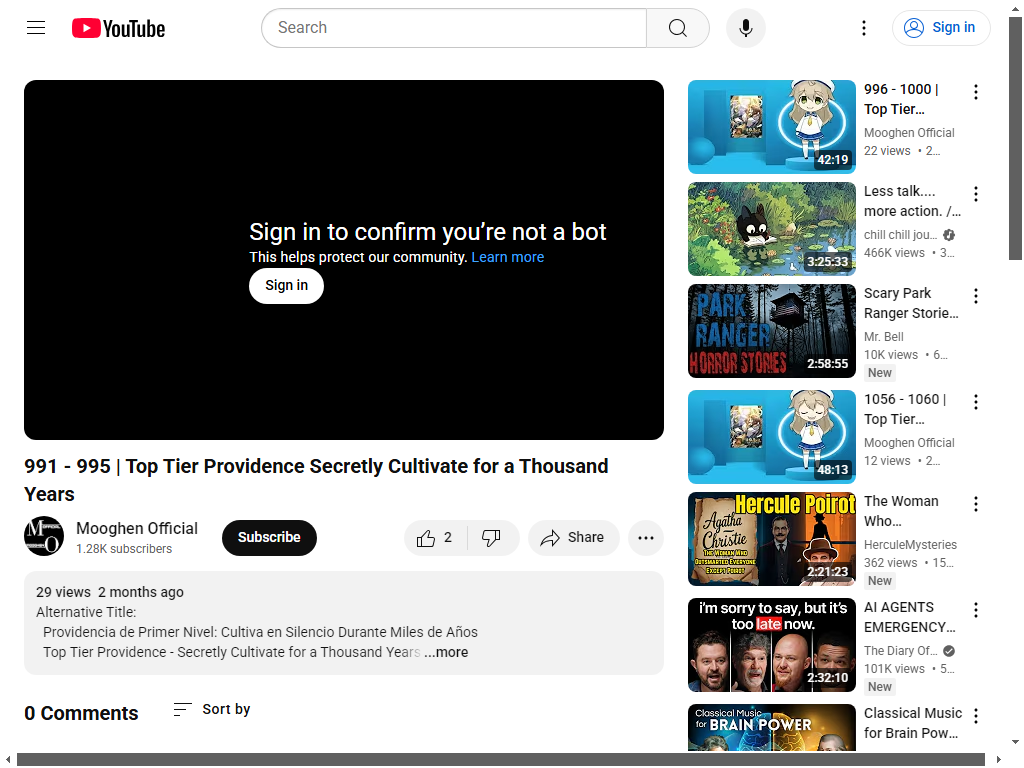 YouTube
Search
Sign in
Sign in to confirm you’re not a bot
This helps protect our community. Learn more
Sign in
991 - 995 | Top Tier Providence Secretly Cultivate for a Thousand
Years
Mooghen Official
1.28K subscribers
Subscribe
2
Share
29 views 2 months ago
Alternative Title:
Providencia de Primer Nivel: Cultiva en Silencio Durante Miles de Años
Top Tier Providence - Secretly Cultivate for a Thousand Years ...more
0 Comments
Sort by
42:19
996 - 1000 |
Top Tier...
Mooghen Official
22 views • 2...
3:25:33
Less talk....
more action. /...
chill chill jou...
466K views • 3...
PARK
RANGER
HORROR STORIES
2:58:55
Scary Park
Ranger Storie...
Mr. Bell
10K views • 6...
New
48:13
1056 - 1060 |
Top Tier...
Mooghen Official
12 views • 2...
Hercule Poirot
Agatha
Christie
THE WOMAN WHO
OUTSMARTED EVERYONE
EXCEPT POIROT
2:21:23
The Woman
Who...
HerculeMysteries
362 views • 15...
New
i'm sorry to say, but it's
too late now.
2:32:10
AI AGENTS
EMERGENCY...
The Diary Of...
101K views • 5...
New
Classical Music
for BRAIN POWER
Classical Music
for Brain Pow...